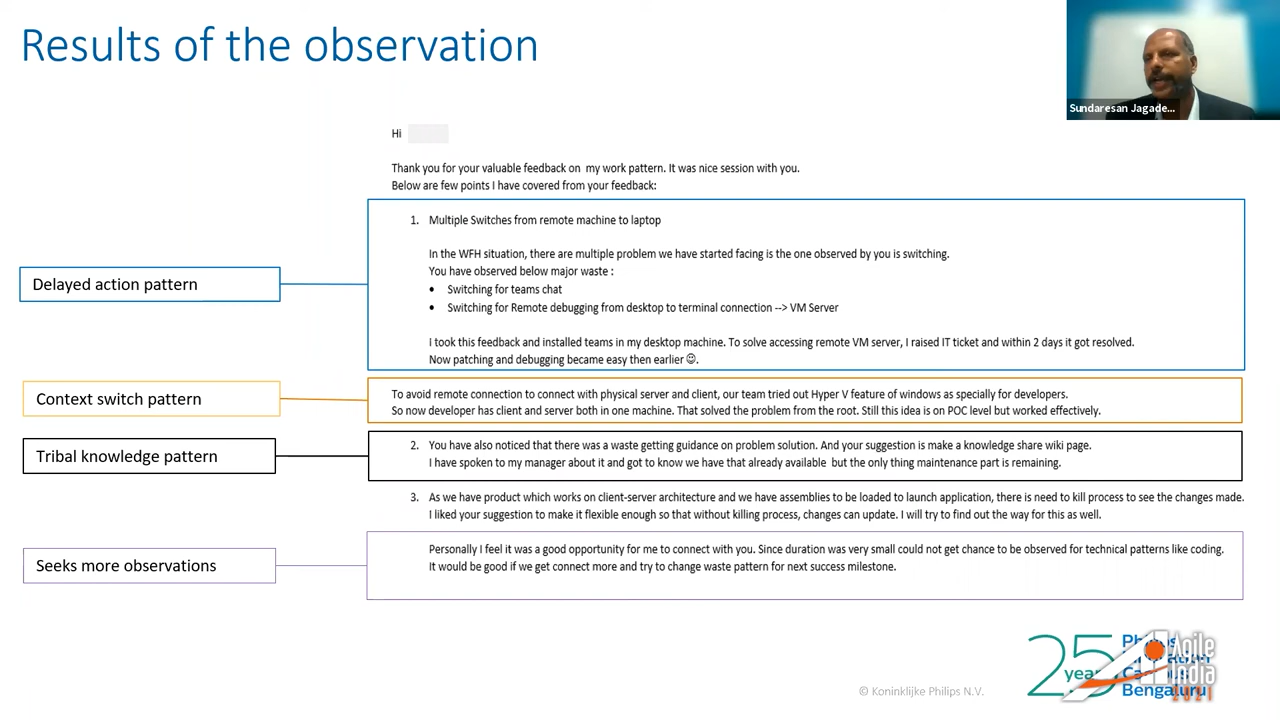 Results of the observation
Sundaresan Jagade...
Hi
Thank you for your valuable feedback on my work pattern. It was nice session with you.
Below are few points I have covered from your feedback:
Delayed action pattern
1. Multiple Switches from remote machine to laptop
In the WFH situation, there are multiple problem we have started facing is the one observed by you is switching.
You have observed below major waste :
• Switching for teams chat
• Switching for Remote debugging from desktop to terminal connection --> VM Server
I took this feedback and installed teams in my desktop machine. To solve accessing remote VM server, I raised IT ticket and within 2 days it got resolved.
Now patching and debugging became easy then earlier ☺.
Context switch pattern
To avoid remote connection to connect with physical server and client, our team tried out Hyper V feature of windows as specially for developers.
So now developer has client and server both in one machine. That solved the problem from the root. Still this idea is on POC level but worked effectively.
Tribal knowledge pattern
2. You have also noticed that there was a waste getting guidance on problem solution. And your suggestion is make a knowledge share wiki page.
I have spoken to my manager about it and got to know we have that already available but the only thing maintenance part is remaining.
3. As we have product which works on client-server architecture and we have assemblies to be loaded to launch application, there is need to kill process to see the changes made.
I liked your suggestion to make it flexible enough so that without killing process, changes can update. I will try to find out the way for this as well.
Seeks more observations
Personally I feel it was a good opportunity for me to connect with you. Since duration was very small could not get chance to be observed for technical patterns like coding.
It would be good if we get connect more and try to change waste pattern for next success milestone.
© Koninklijke Philips N.V.
25
Bengaluru
Agile
India
2021